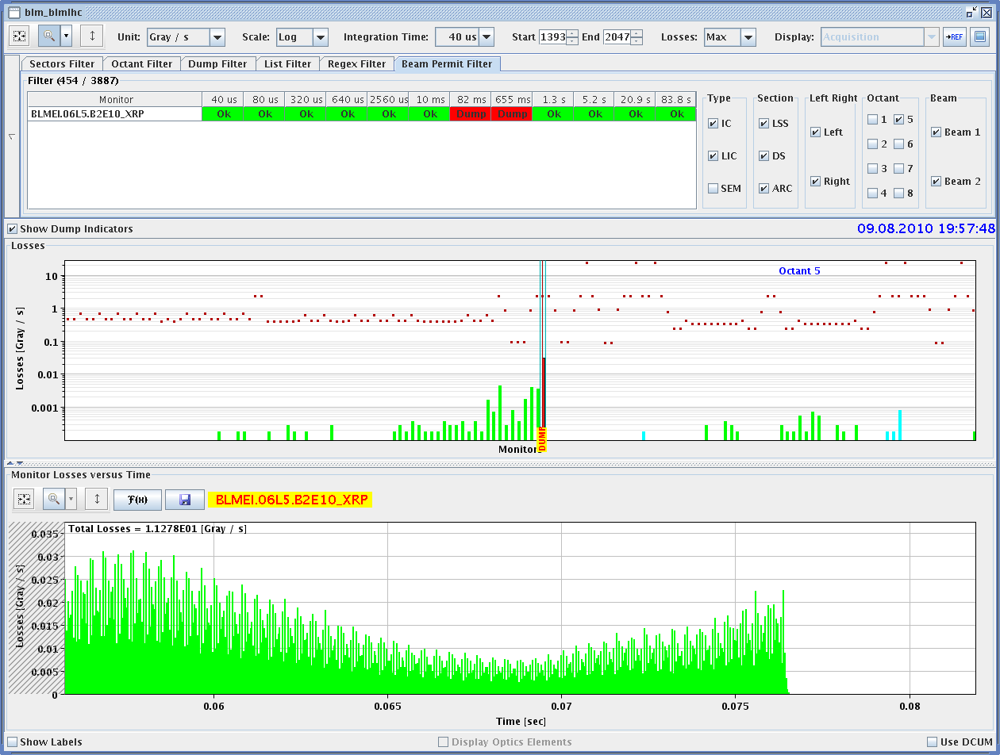 blm_blmlhc
Unit: Gray / s Scale: Log Integration Time: 40 us Start 1393 End 2047 Losses: Max Display: Acquisition →REF
Sectors Filter Octant Filter Dump Filter List Filter Regex Filter Beam Permit Filter
Filter (454 / 3887)
Monitor 40 us 80 us 320 us 640 us 2560 us 10 ms 82 ms 655 ms 1.3 s 5.2 s 20.9 s 83.8 s
BLMEI.06L5.B2E10_XRP Ok Ok Ok Ok Ok Ok Dump Dump Ok Ok Ok Ok
Type Section Left Right Octant Beam
IC LSS Left 1 5 Beam 1
LIC DS 2 6
SEM ARC Right 3 7 Beam 2
4 8
Show Dump Indicators 09.08.2010 19:57:48
Losses
Octant 5
10
1
0.1
0.01
0.001
Losses [Gray / s]
DUMP
Monitors
Monitor Losses versus Time
F(x) BLMEI.06L5.B2E10_XRP
Total Losses = 1.1278E01 [Gray / s]
0.035
0.03
0.025
0.02
0.015
0.01
0.005
0
Losses [Gray / s]
0.06 0.065 0.07 0.075 0.08
Time [sec]
Show Labels Display Optics Elements Use DCUM